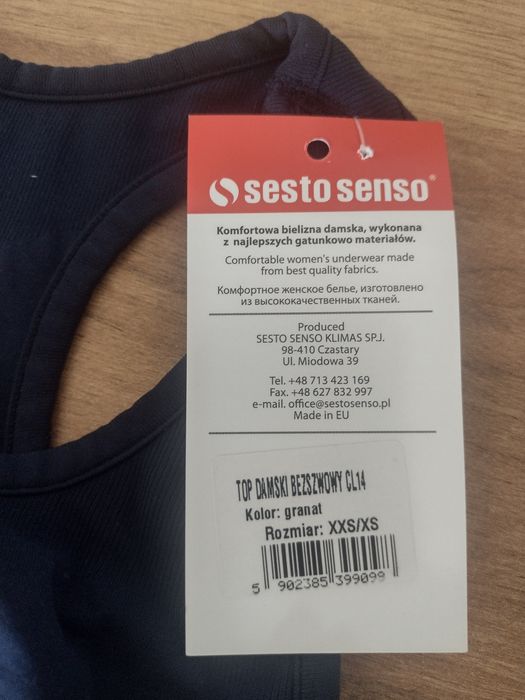 sesto senso®
Komfortowa bielizna damska, wykonana
z najlepszych gatunkowo materiałów.
Comfortable women's underwear made
from best quality fabrics.
Комфортное женское белье, изготовлено
из высококачественных тканей.
Produced
SESTO SENSO KLIMAS SP.J.
98-410 Czastary
Ul. Miodowa 39
Tel. +48 713 423 169
Fax. +48 627 832 997
e-mail. office@sestosenso.pl
Made in EU
TOP DAMSKI BEZSZWOWY CL14
Kolor: granat
Rozmiar: XXS/XS
5 902385 399099